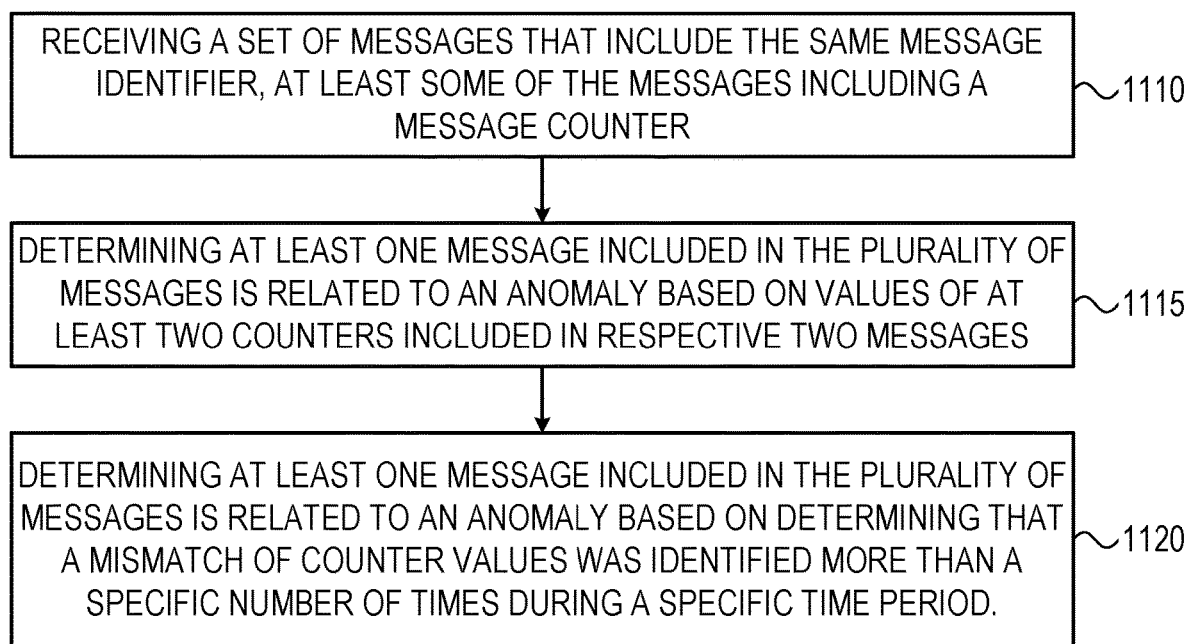 RECEIVING A SET OF MESSAGES THAT INCLUDE THE SAME MESSAGE
IDENTIFIER, AT LEAST SOME OF THE MESSAGES INCLUDING A
MESSAGE COUNTER
1110
DETERMINING AT LEAST ONE MESSAGE INCLUDED IN THE PLURALITY OF
MESSAGES IS RELATED TO AN ANOMALY BASED ON VALUES OF AT
LEAST TWO COUNTERS INCLUDED IN RESPECTIVE TWO MESSAGES
1115
DETERMINING AT LEAST ONE MESSAGE INCLUDED IN THE PLURALITY OF
MESSAGES IS RELATED TO AN ANOMALY BASED ON DETERMINING THAT
A MISMATCH OF COUNTER VALUES WAS IDENTIFIED MORE THAN A
SPECIFIC NUMBER OF TIMES DURING A SPECIFIC TIME PERIOD.
1120